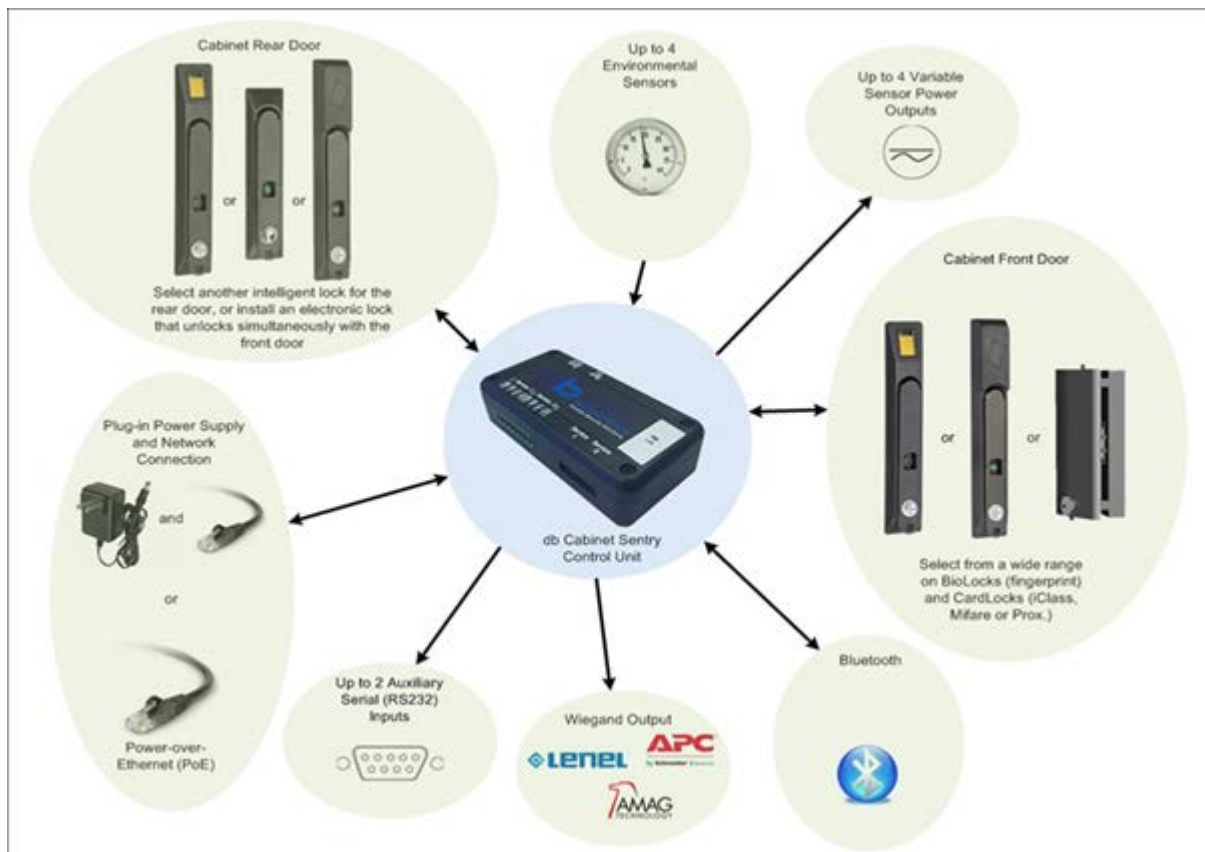 Cabinet Rear Door
or
or
Select another intelligent lock for the
rear door, or install an electronic lock
that unlocks simultaneously with the
front door
Up to 4
Environmental
Sensors
Up to 4 Variable
Sensor Power
Outputs
Cabinet Front Door
or
or
Select from a wide range
on BioLocks (fingerprint)
and CardLocks (iClass,
Mifare or Prox.)
Plug-in Power Supply
and Network
Connection
and
or
Power-over-
Ethernet (PoE)
db Cabinet Sentry
Control Unit
Up to 2 Auxiliary
Serial (RS232)
Inputs
Wiegand Output
LENEL
APC
by Schneider Electric
AMAG
TECHNOLOGY
Bluetooth